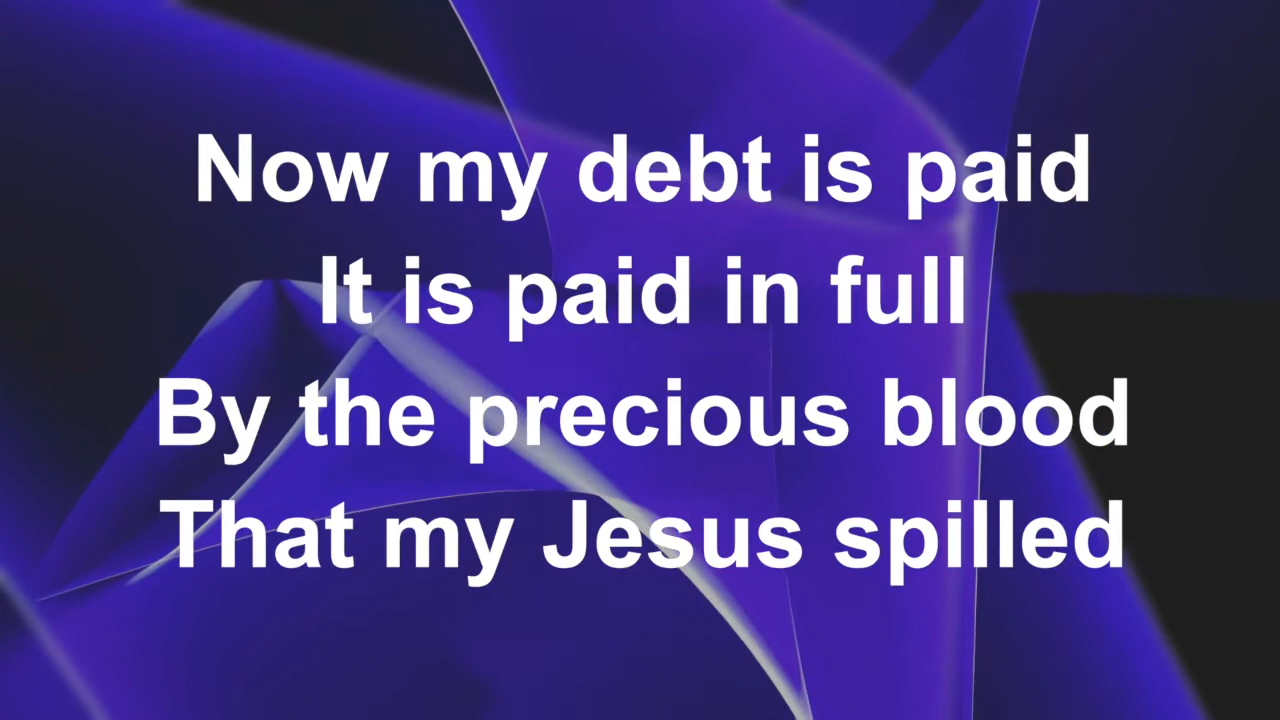 Now my debt is paid
It is paid in full
By the precious blood
That my Jesus spilled